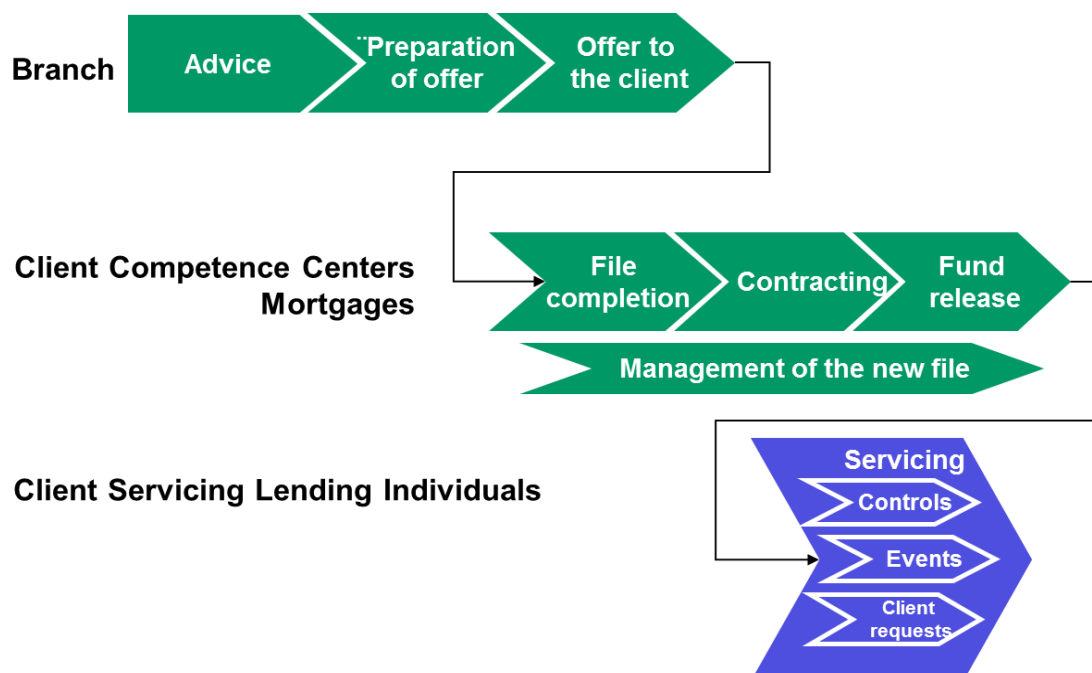 Branch
Advice
¨Preparation
of offer
Offer to
the client
Client Competence Centers
Mortgages
File
completion
Contracting
Fund
release
Management of the new file
Client Servicing Lending Individuals
Servicing
Controls
Events
Client
requests